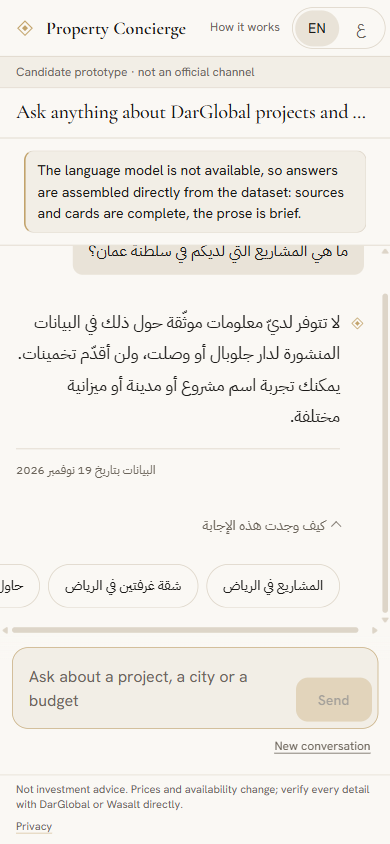 Property Concierge
How it works
EN
ع
Candidate prototype · not an official channel
Ask anything about DarGlobal projects and ...
The language model is not available, so answers
are assembled directly from the dataset: sources
and cards are complete, the prose is brief.
ما هي المشاريع التي لديكم في سلطنة عمان؟
لا تتوفر لديّ معلومات موثّقة حول ذلك في البيانات
المنشورة لدار جلوبال أو وصلت، ولن أقدّم تخمينات.
يمكنك تجربة اسم مشروع أو مدينة أو ميزانية
مختلفة.
البيانات بتاريخ 19 نوفمبر 2026
كيف وجدت هذه الإجابة
المشاريع في الرياض
شقة غرفتين في الرياض
حاول
Ask about a project, a city or a
budget
Send
New conversation
Not investment advice. Prices and availability change; verify every detail
with DarGlobal or Wasalt directly.
Privacy